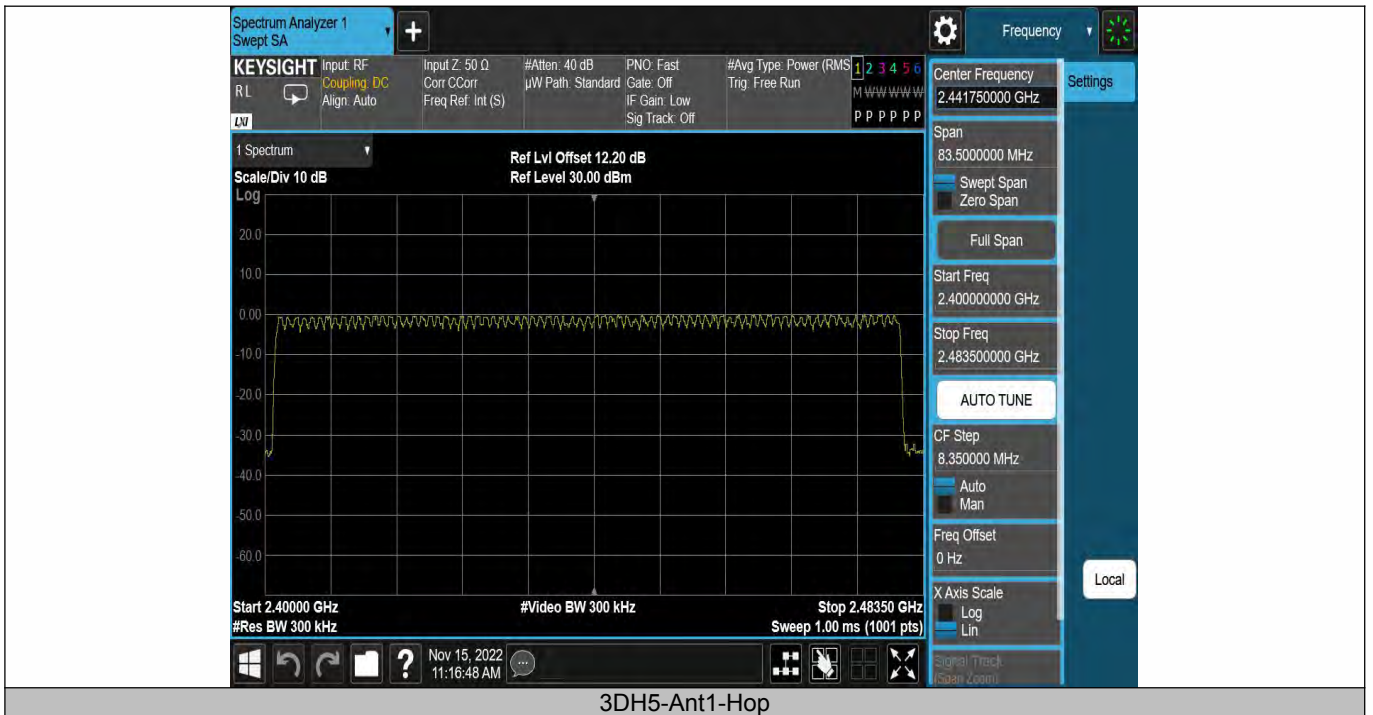 Spectrum Analyzer 1
Swept SA
Frequency
KEYSIGHT
RL
LXI
Input: RF
Coupling: DC
Align: Auto
Input Z: 50 Ω
Corr CCorr
Freq Ref: Int (S)
#Atten: 40 dB
µW Path: Standard
PNO: Fast
Gate: Off
IF Gain: Low
Sig Track: Off
#Avg Type: Power (RMS
Trig: Free Run
1 2 3 4 5 6
M W W W W W
P P P P P P
1 Spectrum
Scale/Div 10 dB
Ref Lvl Offset 12.20 dB
Ref Level 30.00 dBm
Log
20.0
10.0
0.00
-10.0
-20.0
-30.0
-40.0
-50.0
-60.0
Start 2.40000 GHz
#Video BW 300 kHz
Stop 2.48350 GHz
#Res BW 300 kHz
Sweep 1.00 ms (1001 pts)
Center Frequency
2.441750000 GHz
Settings
Span
83.5000000 MHz
Swept Span
Zero Span
Full Span
Start Freq
2.400000000 GHz
Stop Freq
2.483500000 GHz
AUTO TUNE
CF Step
8.350000 MHz
Auto
Man
Freq Offset
0 Hz
X Axis Scale
Log
Lin
Signal Track
(Span Zoom)
Local
?
Nov 15, 2022
11:16:48 AM
3DH5-Ant1-Hop